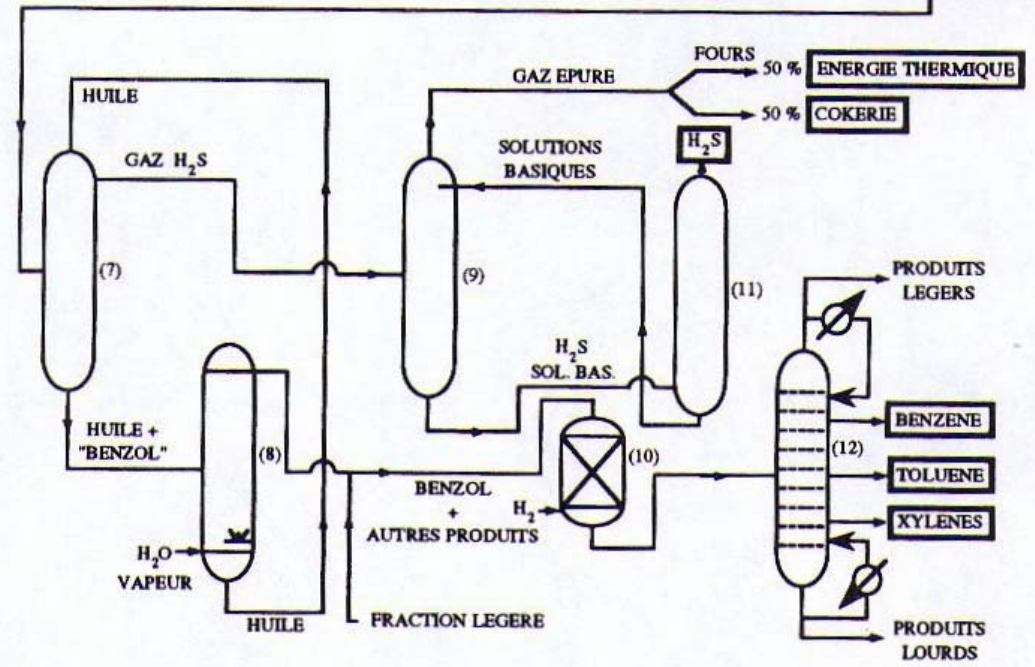 FOURS
50 % ENERGIE THERMIQUE
GAZ EPURE
50 % COKERIE
HUILE
GAZ H₂S
SOLUTIONS
BASIQUES
H₂S
(7)
(9)
(11)
PRODUITS
LEGERS
H₂S
SOL. BAS.
HUILE +
"BENZOL"
(8)
(10)
(12)
BENZENE
BENZOL
+
AUTRES PRODUITS
H₂
TOLUENE
XYLENES
H₂O
VAPEUR
HUILE
FRACTION LEGERE
PRODUITS
LOURDS